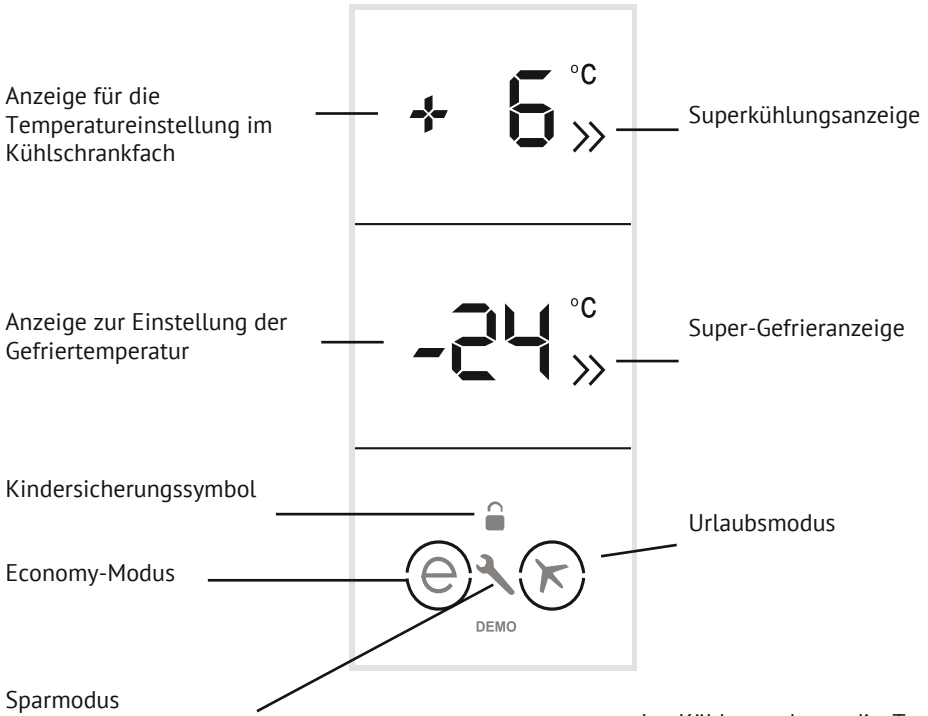 Anzeige für die
Temperatureinstellung im
Kühlschrankfach
+ 6 °C
Superkühlungsanzeige
Anzeige zur Einstellung der
Gefriertemperatur
-24 °C
Super-Gefrieranzeige
Kindersicherungssymbol
Urlaubsmodus
Economy-Modus
e
DEMO
Sparmodus